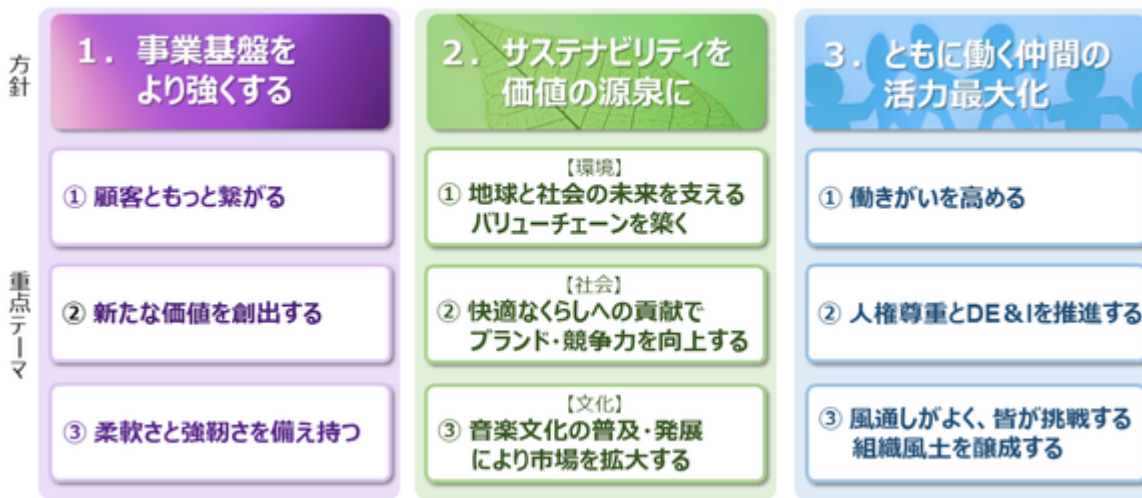 方針
1．事業基盤を
より強くする
2．サステナビリティを
価値の源泉に
3．ともに働く仲間の
活力最大化
重点テーマ
① 顧客ともっと繋がる
② 新たな価値を創出する
③ 柔軟さと強靭さを備え持つ
【環境】
① 地球と社会の未来を支える
バリューチェーンを築く
【社会】
② 快適なくらしへの貢献で
ブランド・競争力を向上する
【文化】
③ 音楽文化の普及・発展
により市場を拡大する
① 働きがいを高める
② 人権尊重とDE＆Iを推進する
③ 風通しがよく、皆が挑戦する
組織風土を醸成する